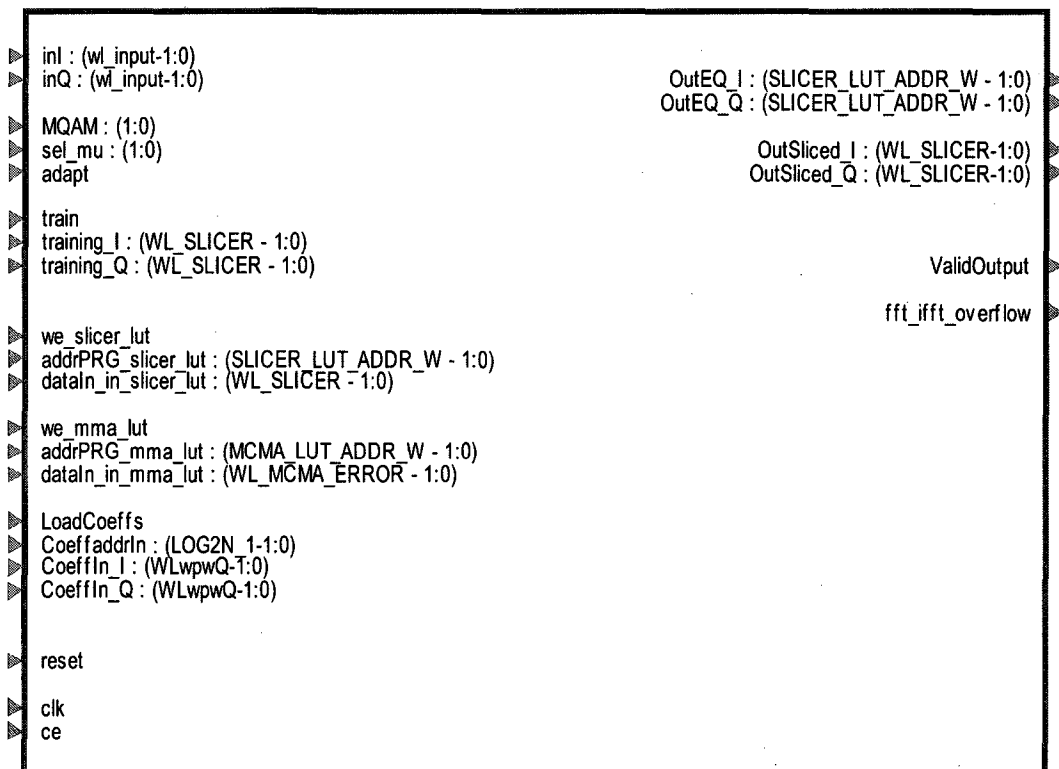 inI : (wl_input-1:0)
inQ : (wl_input-1:0)
MQAM : (1:0)
sel_mu : (1:0)
adapt
train
training_I : (WL_SLICER - 1:0)
training_Q : (WL_SLICER - 1:0)
we_slicer_lut
addrPRG_slicer_lut : (SLICER_LUT_ADDR_W - 1:0)
dataIn_in_slicer_lut : (WL_SLICER - 1:0)
we_mma_lut
addrPRG_mma_lut : (MCMA_LUT_ADDR_W - 1:0)
dataIn_in_mma_lut : (WL_MCMA_ERROR - 1:0)
LoadCoeffs
CoeffaddrIn : (LOG2N_1-1:0)
CoeffIn_I : (WLwpwQ-1:0)
CoeffIn_Q : (WLwpwQ-1:0)
reset
clk
ce
OutEQ_I : (SLICER_LUT_ADDR_W - 1:0)
OutEQ_Q : (SLICER_LUT_ADDR_W - 1:0)
OutSliced_I : (WL_SLICER-1:0)
OutSliced_Q : (WL_SLICER-1:0)
ValidOutput
fft_ifft_overflow